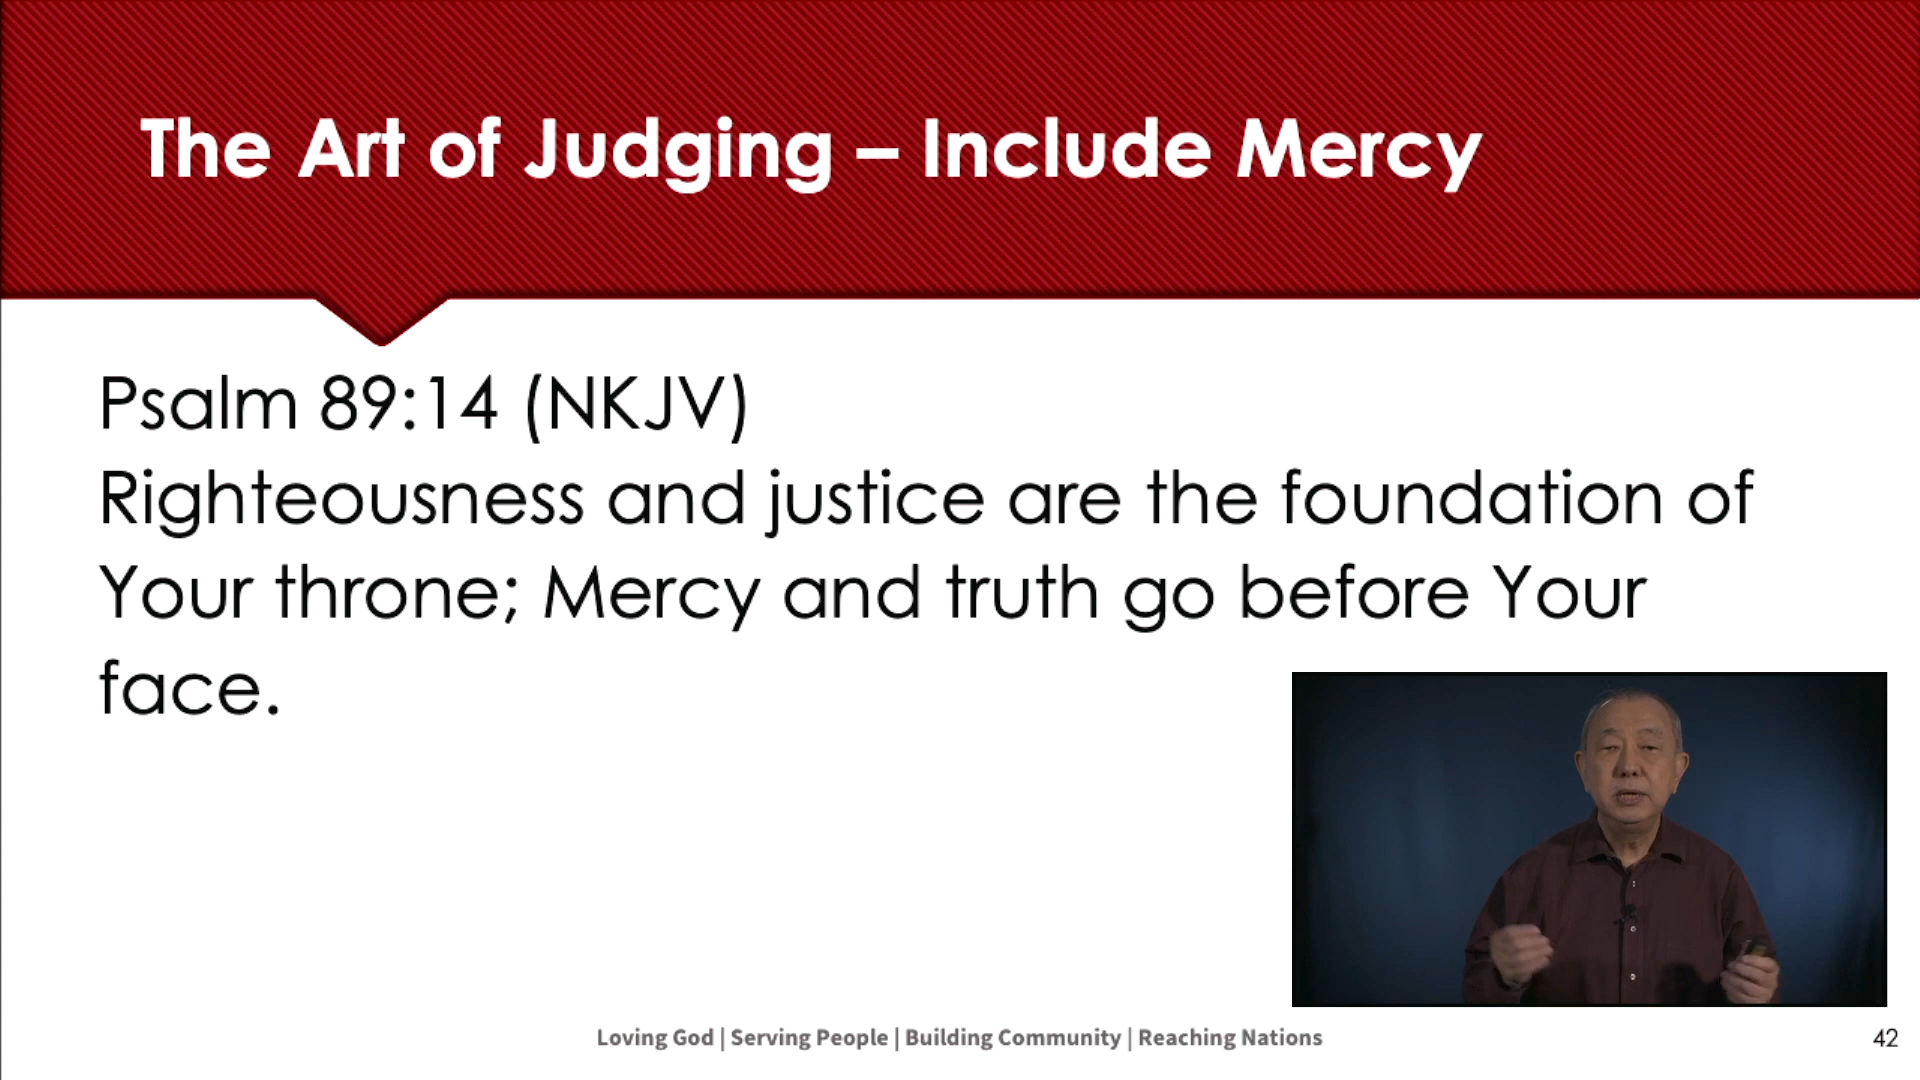 The Art of Judging – Include Mercy
Psalm 89:14 (NKJV)
Righteousness and justice are the foundation of
Your throne; Mercy and truth go before Your
face.
Loving God | Serving People | Building Community | Reaching Nations
42